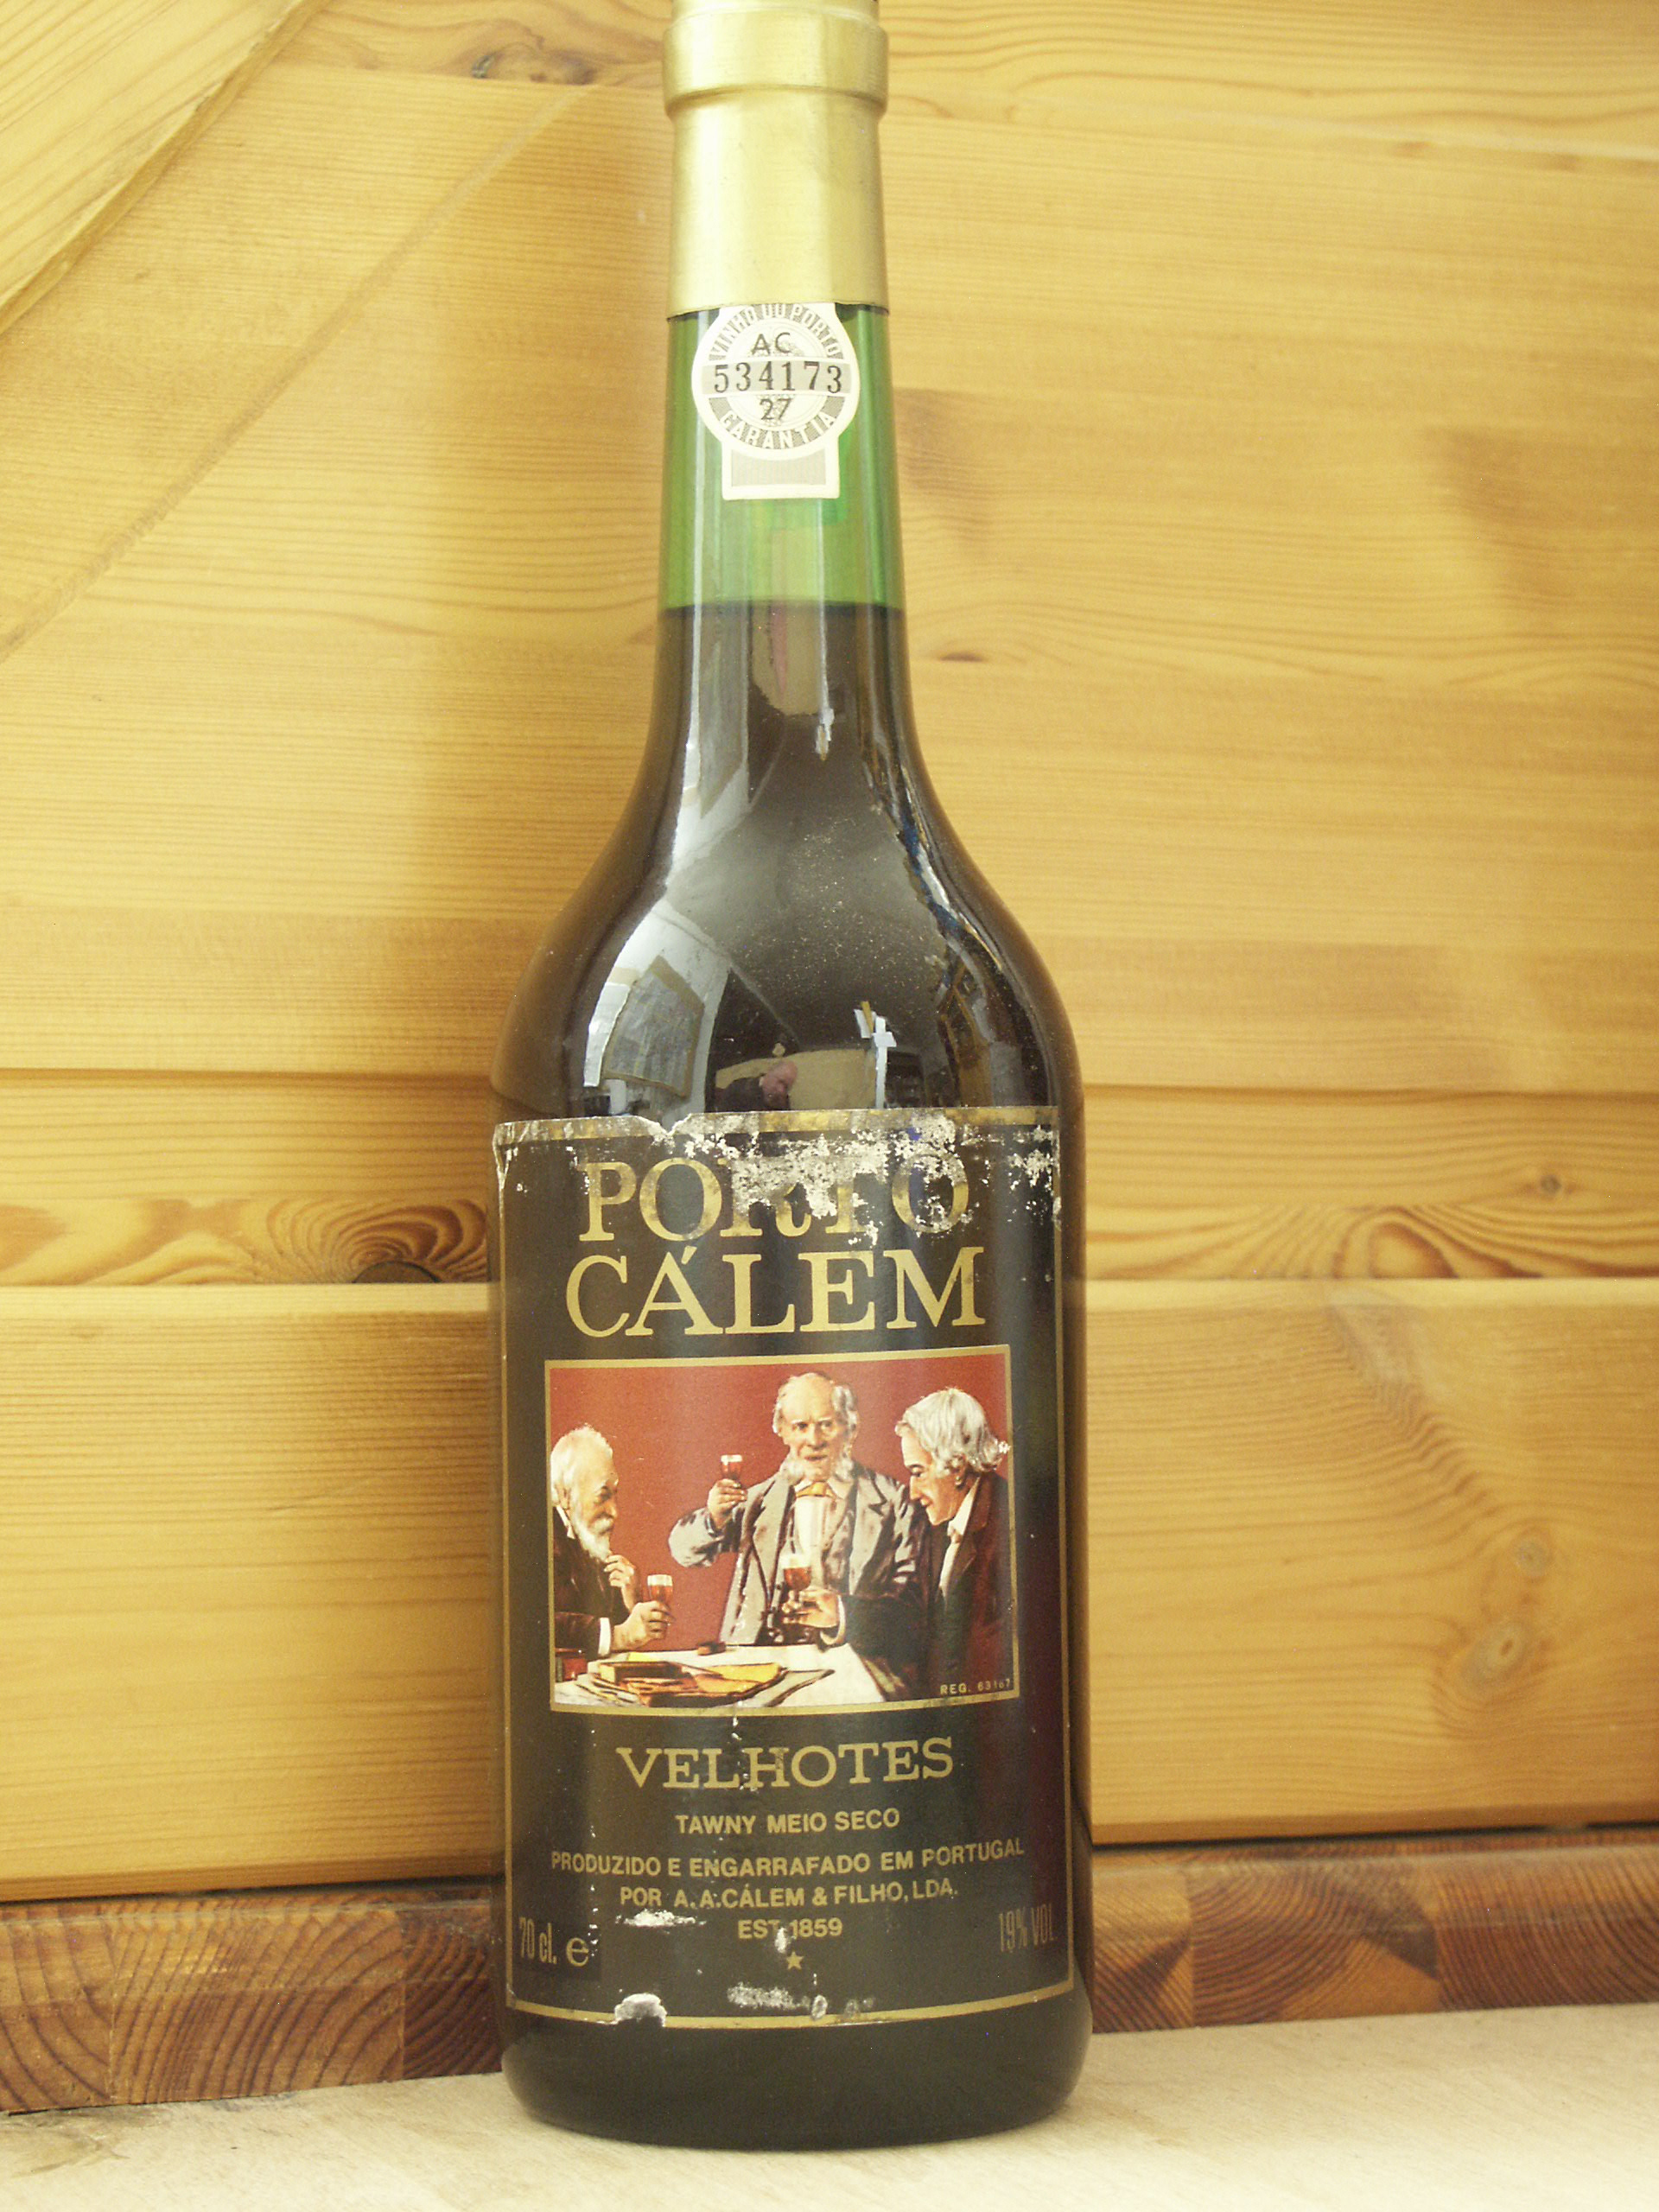 VINHO DO PORTO
AC
534173
27
GARANTIA
PORTO
CÁLEM
REG. 63167
VELHOTES
TAWNY MEIO SECO
PRODUZIDO E ENGARRAFADO EM PORTUGAL
POR A.A.CÁLEM & FILHO, LDA.
EST 1859
70 cl. e
19% VOL